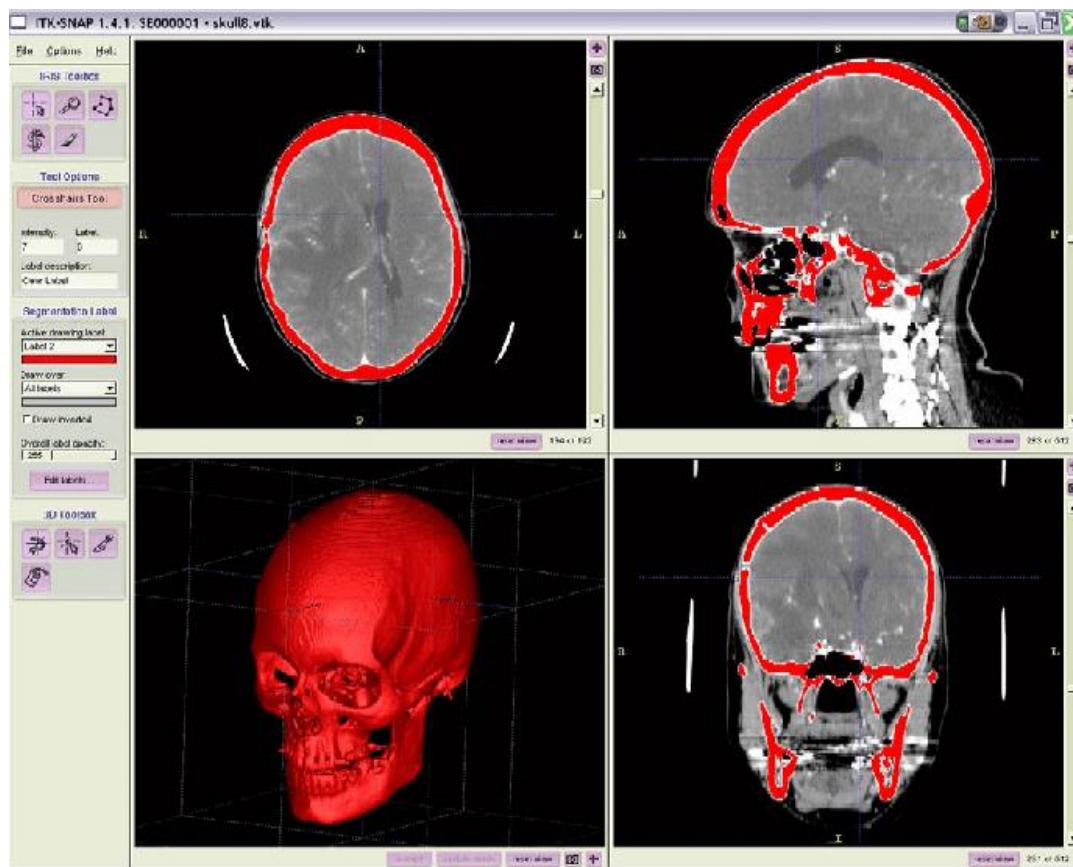 ITK-SNAP 1.4.1: SE000001 - skull8.vtk
File Options Help
IRIS Toolbox
Tool Options
Crosshairs Tool
Intensity: Label:
7 0
Label description:
Clear Label
Segmentation Label
Active drawing label:
Label 2
Draw over:
All labels
Draw inverted
Overall label opacity:
255
Edit labels...
3D Toolbox
A
R
L
P
reset view
S
A
P
reset view
reset view
S
R
L
I
reset view